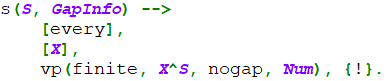 s(S, GapInfo) -->
[every],
[X],
vp(finite, X^S, nogap, Num), {!}.